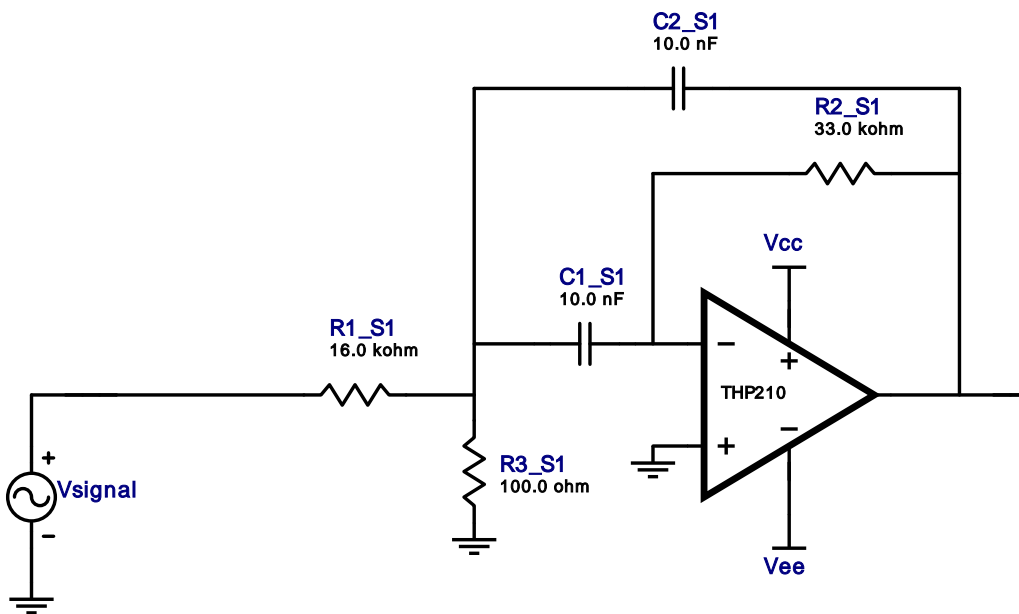 C2_S1
10.0 nF
R2_S1
33.0 kohm
Vcc
C1_S1
10.0 nF
R1_S1
16.0 kohm
−
+
THP210
−
+
+
R3_S1
100.0 ohm
Vsignal
−
Vee